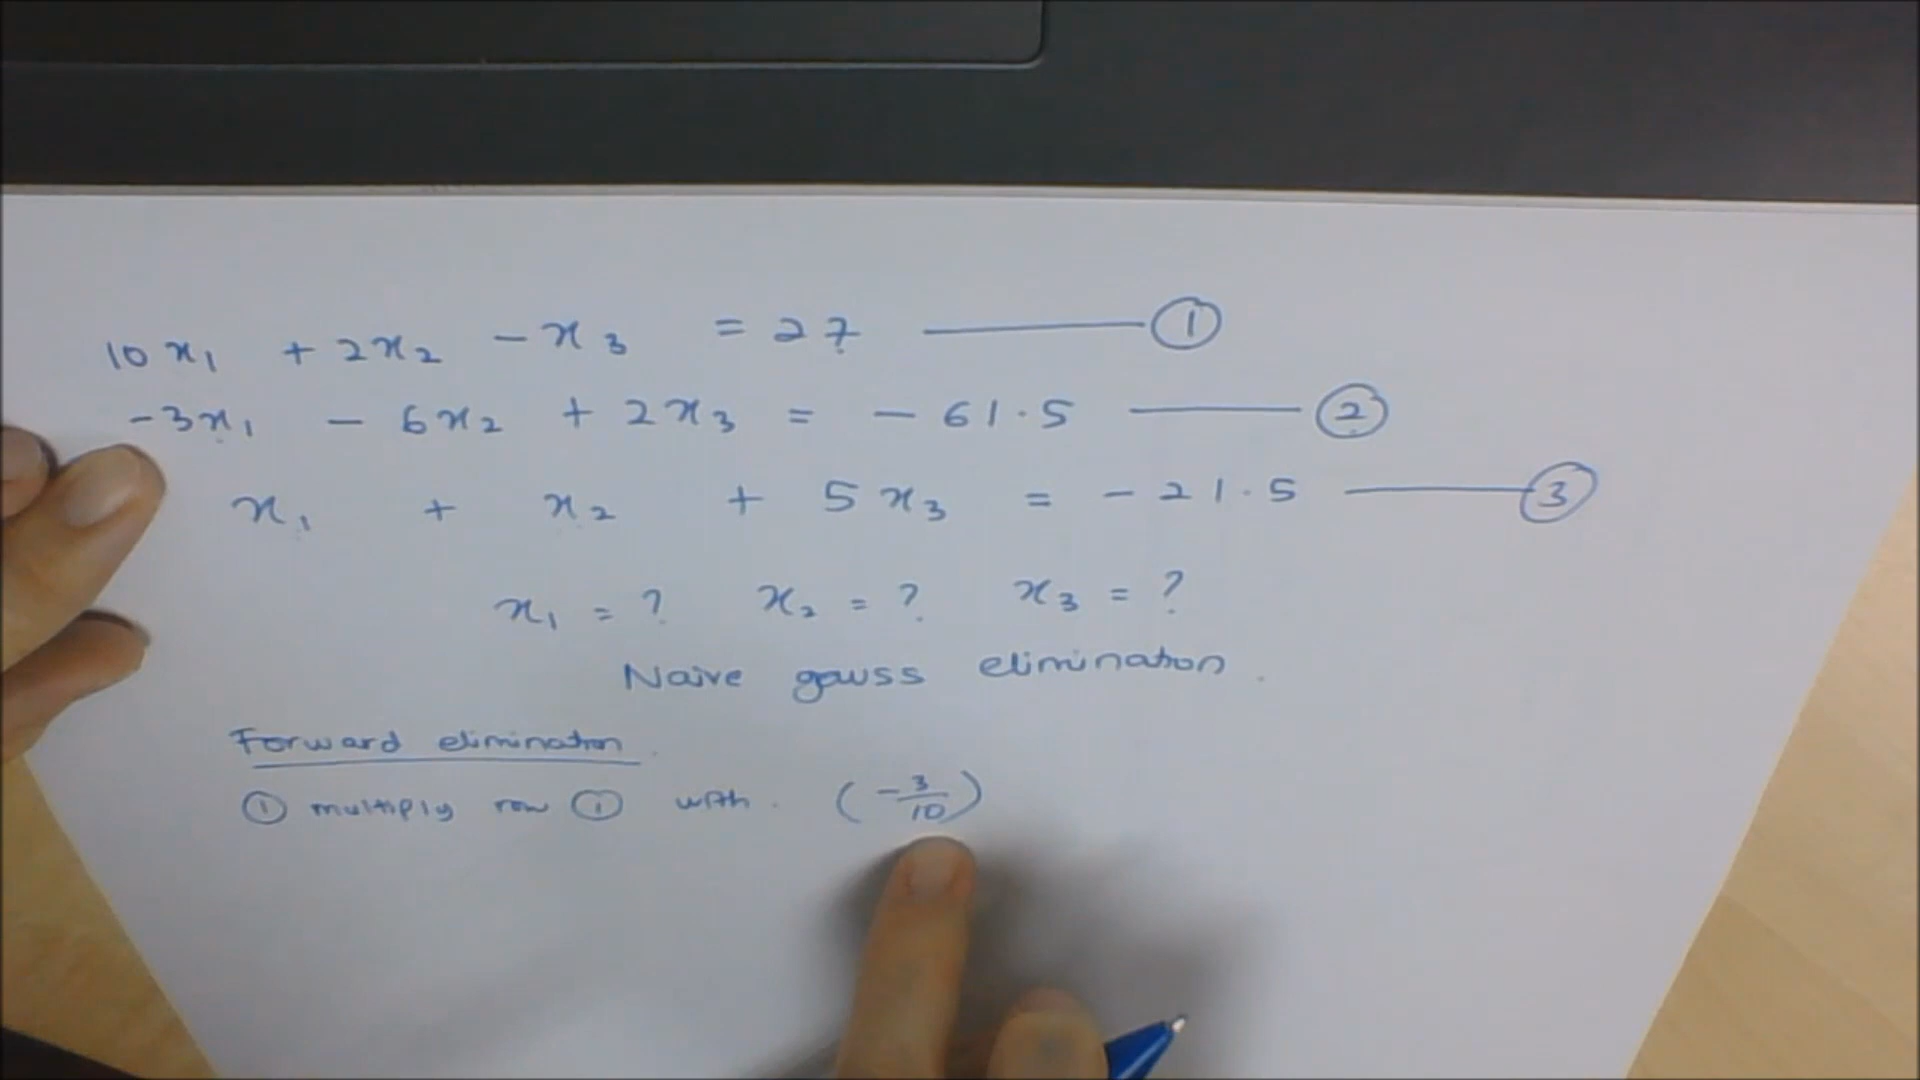 10x₁ + 2x₂ - x₃ = 27 ——— ①
-3x₁ - 6x₂ + 2x₃ = - 61.5 ——— ②
x₁ + x₂ + 5x₃ = - 21.5 ——— ③
x₁ = ? x₂ = ? x₃ = ?
Naive gauss elimination.
Forward elimination.
① multiply row ① with. (-3/10)